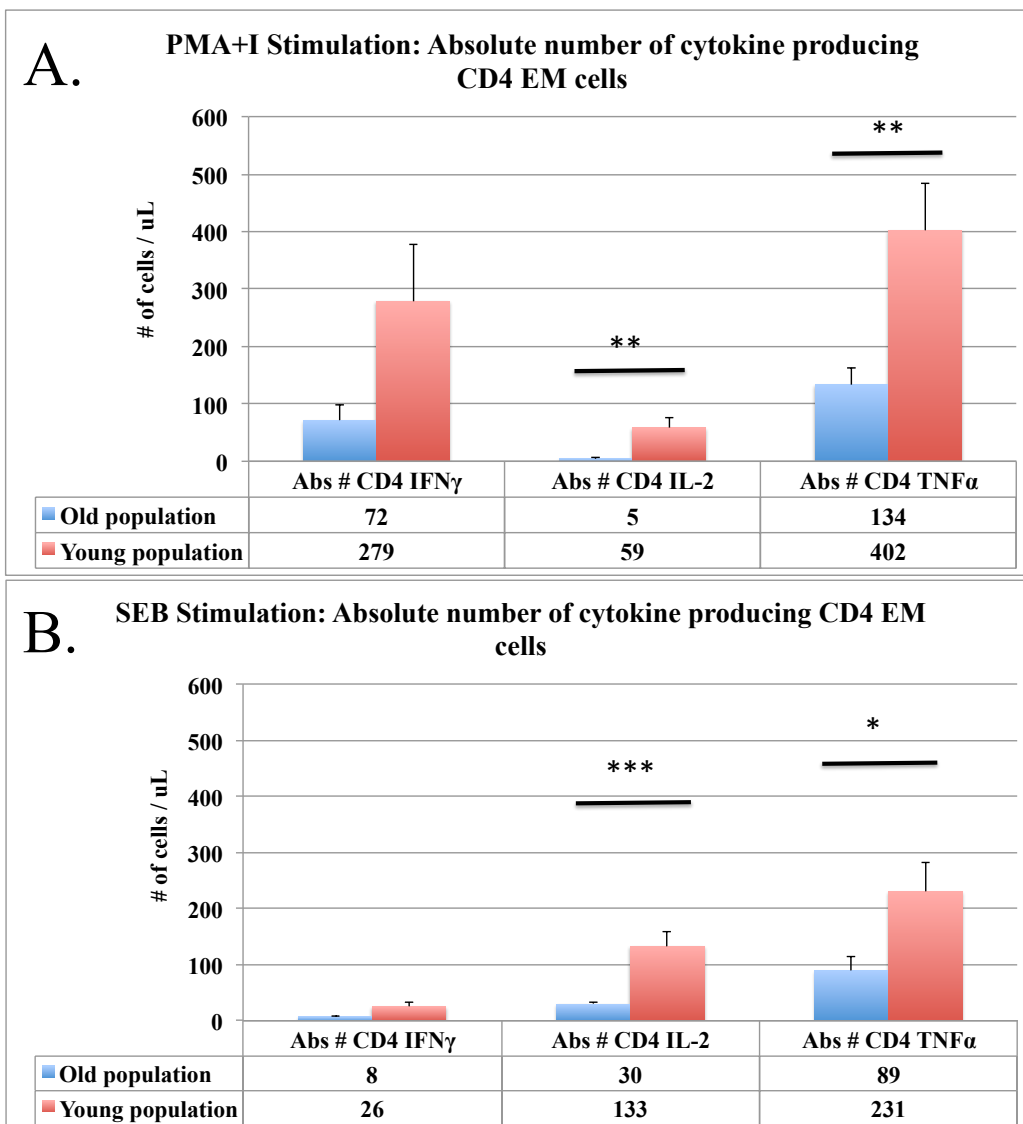 A.
PMA+I Stimulation: Absolute number of cytokine producing
CD4 EM cells
# of cells / uL
600
500
400
300
200
100
0
**
**
Abs # CD4 IFNγ Abs # CD4 IL-2 Abs # CD4 TNFα
Old population 72 5 134
Young population 279 59 402
B.
SEB Stimulation: Absolute number of cytokine producing CD4 EM
cells
# of cells / uL
600
500
400
300
200
100
0
***
*
Abs # CD4 IFNγ Abs # CD4 IL-2 Abs # CD4 TNFα
Old population 8 30 89
Young population 26 133 231